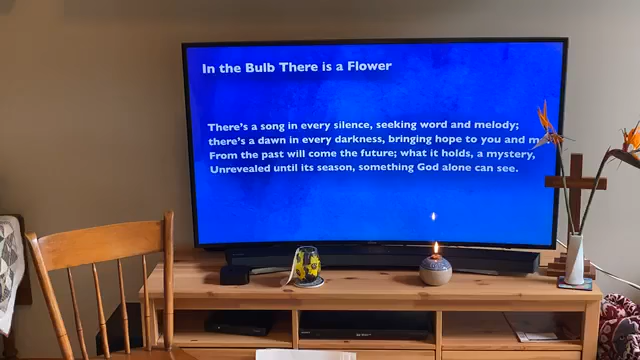 In the Bulb There is a Flower
There's a song in every silence, seeking word and melody;
there's a dawn in every darkness, bringing hope to you and m
From the past will come the future; what it holds, a mystery,
Unrevealed until its season, something God alone can see.